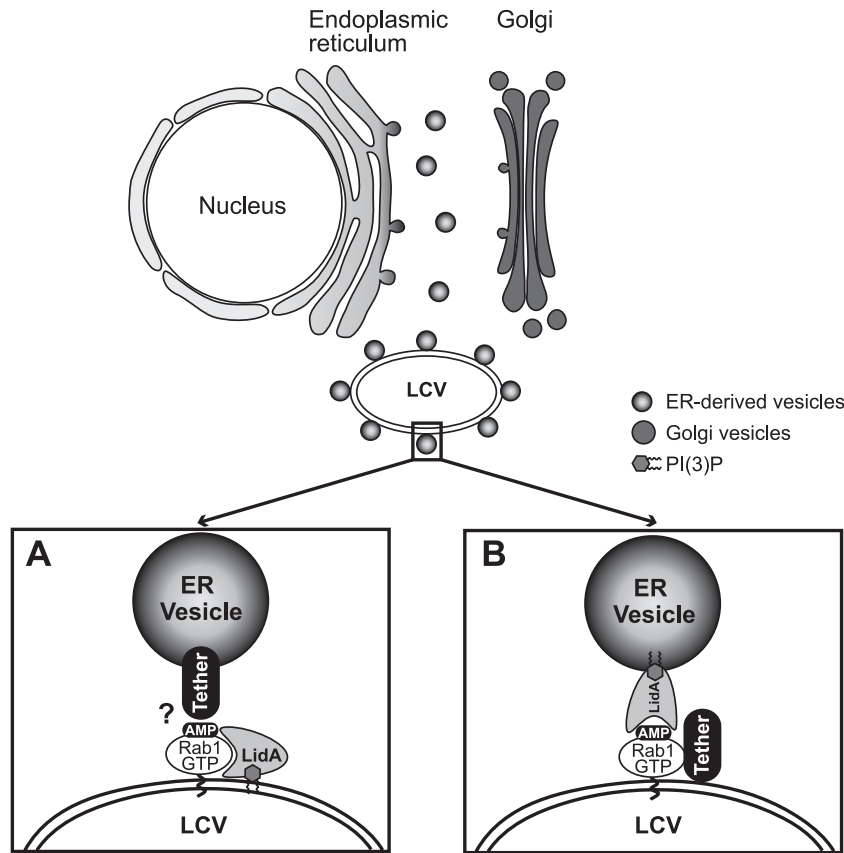 Endoplasmic
reticulum
Golgi
Nucleus
LCV
ER-derived vesicles
Golgi vesicles
PI(3)P
A
ER
Vesicle
Tether
?
AMP
Rab1
GTP
LidA
LCV
B
ER
Vesicle
LidA
AMP
Rab1
GTP
Tether
LCV